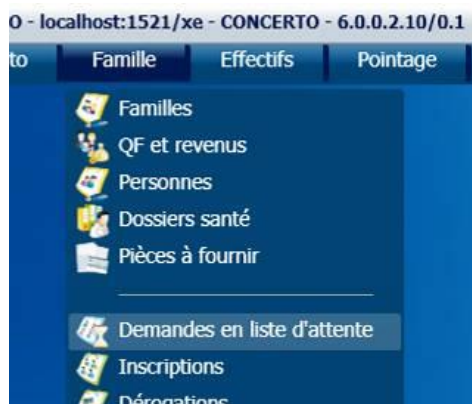 O - localhost:1521/xe - CONCERTO - 6.0.0.2.10/0.1
to Famille Effectifs Pointage
Familles
QF et revenus
Personnes
Dossiers santé
Pièces à fournir
Demandes en liste d'attente
Inscriptions
Dérogations